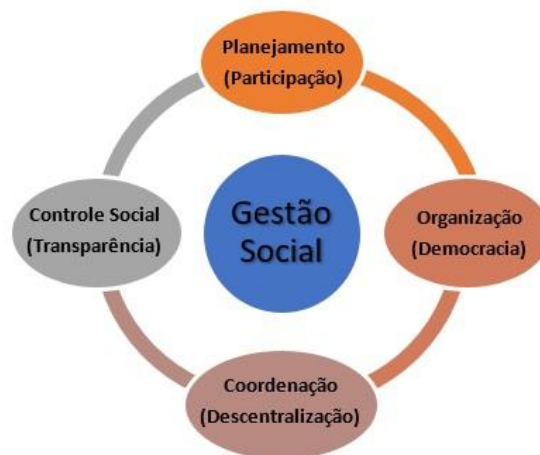 Planejamento
(Participação)
Controle Social
(Transparência)
Gestão
Social
Organização
(Democracia)
Coordenação
(Descentralização)